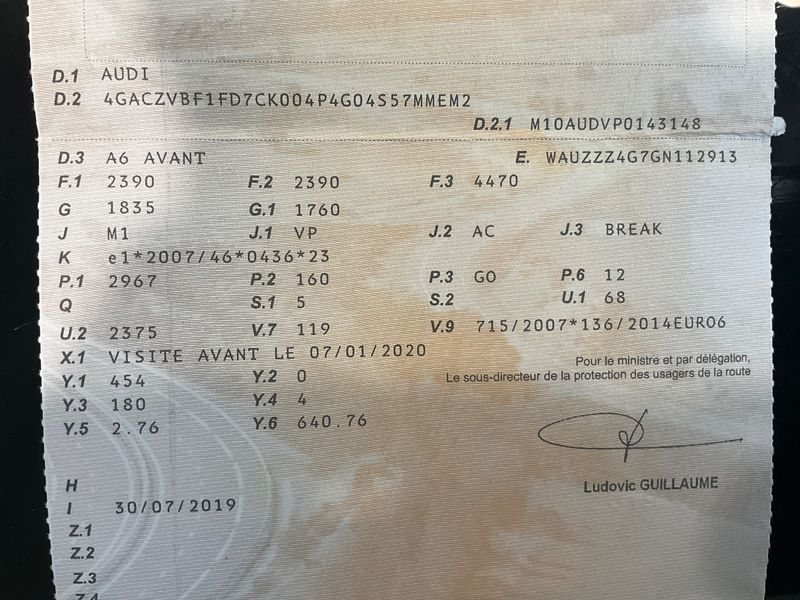 D.1 AUDI
D.2 4GACZVBF1FD7CK004P4G04S57MMEM2
D.2.1 M10AUDVP0143148
D.3 A6 AVANT E. WAUZZZ4G7GN112913
F.1 2390 F.2 2390 F.3 4470
G 1835 G.1 1760
J M1 J.1 VP J.2 AC J.3 BREAK
K e1*2007/46*0436*23
P.1 2967 P.2 160 P.3 GO P.6 12
Q S.1 5 S.2 U.1 68
U.2 2375 V.7 119 V.9 715/2007*136/2014EURO6
X.1 VISITE AVANT LE 07/01/2020
Pour le ministre et par délégation,
Y.1 454 Y.2 0 Le sous-directeur de la protection des usagers de la route
Y.3 180 Y.4 4
Y.5 2.76 Y.6 640.76
H
Ludovic GUILLAUME
I 30/07/2019
Z.1
Z.2
Z.3
Z.4